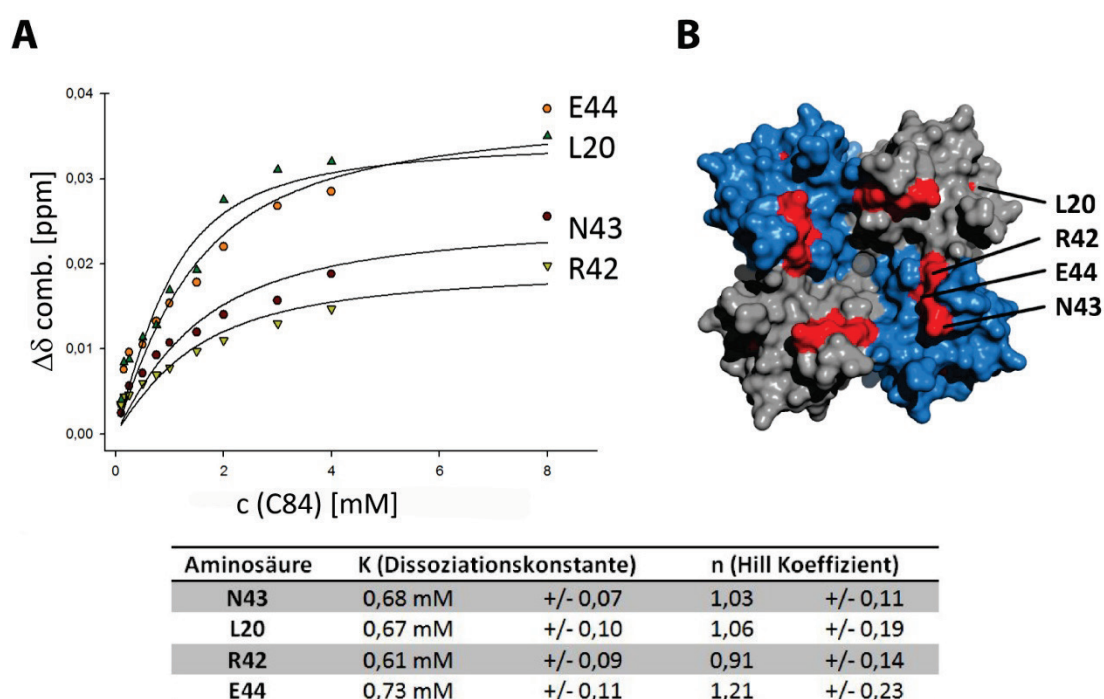 A
B
0,04
0,03
0,02
0,01
0,00
Δδ comb. [ppm]
E44
L20
N43
R42
0 2 4 6 8
c (C84) [mM]
L20
R42
E44
N43
Aminosäure K (Dissoziationskonstante) n (Hill Koeffizient)
N43 0,68 mM +/- 0,07 1,03 +/- 0,11
L20 0,67 mM +/- 0,10 1,06 +/- 0,19
R42 0,61 mM +/- 0,09 0,91 +/- 0,14
E44 0,73 mM +/- 0,11 1,21 +/- 0,23